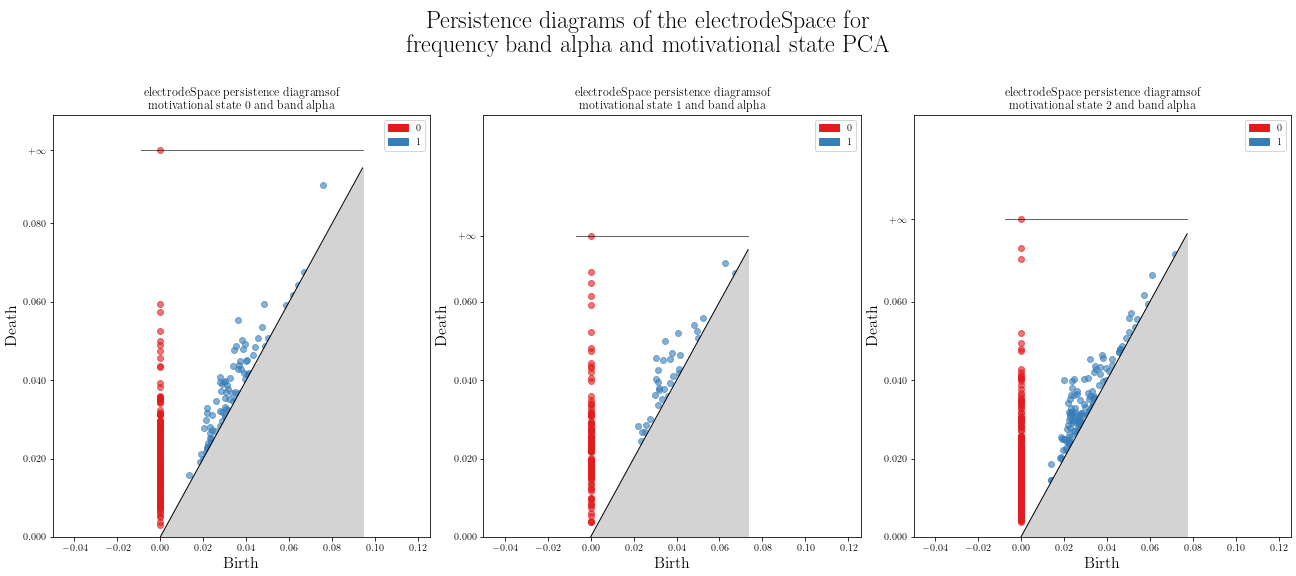 Persistence diagrams of the electrodeSpace for
frequency band alpha and motivational state PCA
electrodeSpace persistence diagramsof
motivational state 0 and band alpha
0
1
+∞
0.080
0.060
0.040
0.020
0.000
Death
−0.04 −0.02 0.00 0.02 0.04 0.06 0.08 0.10 0.12
Birth
electrodeSpace persistence diagramsof
motivational state 1 and band alpha
0
1
+∞
0.060
0.040
0.020
0.000
Death
−0.04 −0.02 0.00 0.02 0.04 0.06 0.08 0.10 0.12
Birth
electrodeSpace persistence diagramsof
motivational state 2 and band alpha
0
1
+∞
0.060
0.040
0.020
0.000
Death
−0.04 −0.02 0.00 0.02 0.04 0.06 0.08 0.10 0.12
Birth